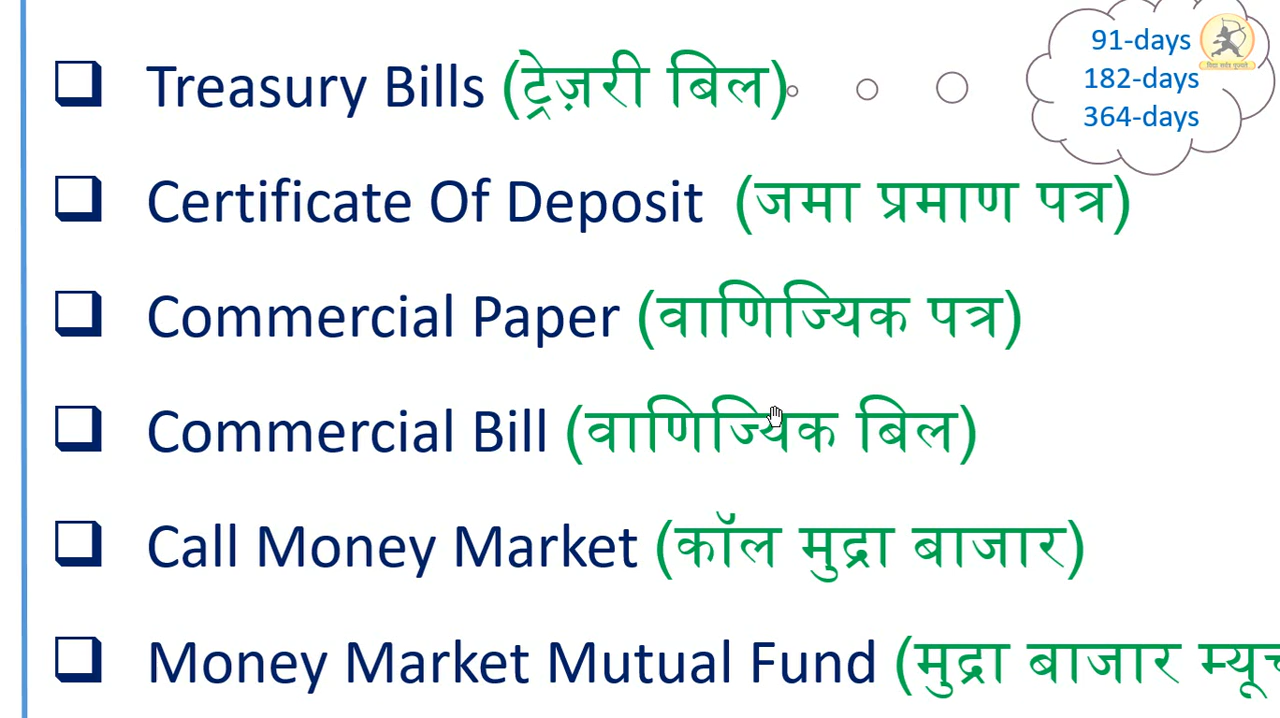 91-days
182-days
364-days
Treasury Bills (ट्रेज़री बिल)
Certificate Of Deposit (जमा प्रमाण पत्र)
Commercial Paper (वाणिज्यिक पत्र)
Commercial Bill (वाणिज्यिक बिल)
Call Money Market (कॉल मुद्रा बाजार)
Money Market Mutual Fund (मुद्रा बाजार